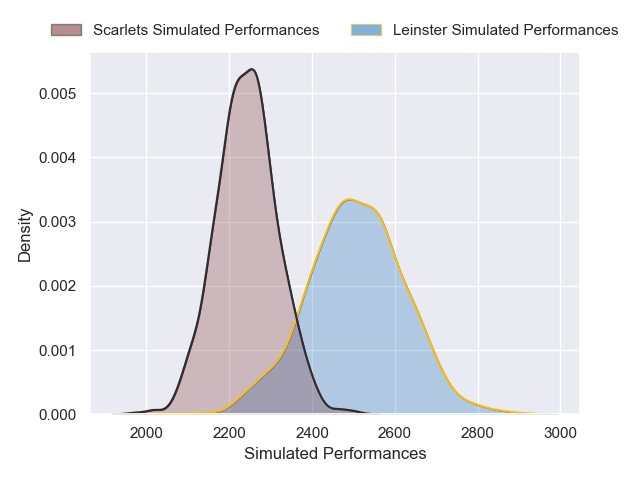 Scarlets Simulated Performances Leinster Simulated Performances
0.005
0.004
0.003
0.002
0.001
0.000
Density
2000 2200 2400 2600 2800 3000
Simulated Performances